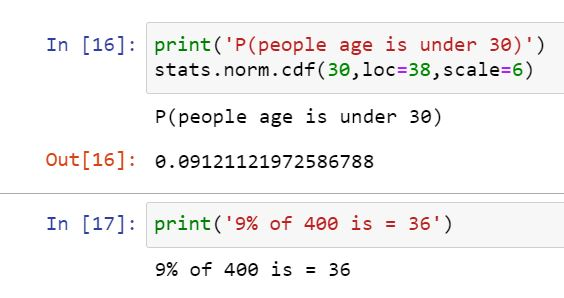 In [16]: print('P(people age is under 30)')
stats.norm.cdf(30,loc=38,scale=6)
P(people age is under 30)
Out[16]: 0.09121121972586788
In [17]: print('9% of 400 is = 36')
9% of 400 is = 36